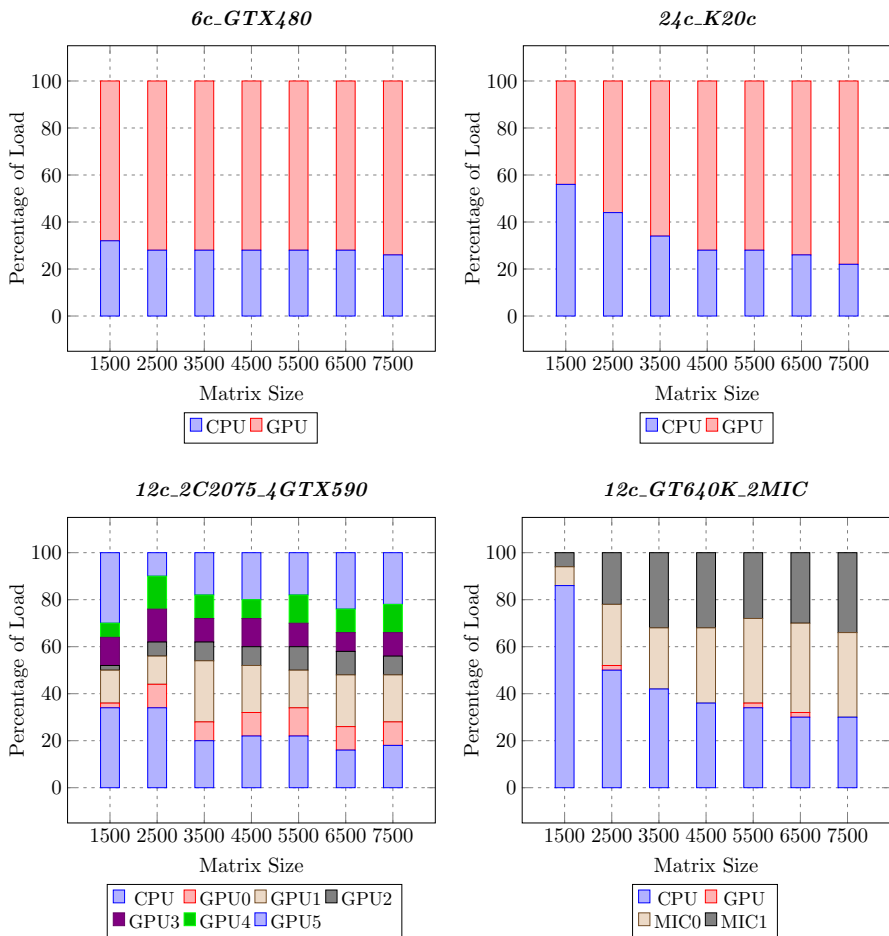 6c_GTX480
100
80
60
40
20
0
Percentage of Load
1500 2500 3500 4500 5500 6500 7500
Matrix Size
CPU GPU
24c_K20c
100
80
60
40
20
0
Percentage of Load
1500 2500 3500 4500 5500 6500 7500
Matrix Size
CPU GPU
12c_2C2075_4GTX590
100
80
60
40
20
0
Percentage of Load
1500 2500 3500 4500 5500 6500 7500
Matrix Size
CPU GPU0 GPU1 GPU2
GPU3 GPU4 GPU5
12c_GT640K_2MIC
100
80
60
40
20
0
Percentage of Load
1500 2500 3500 4500 5500 6500 7500
Matrix Size
CPU GPU
MIC0 MIC1